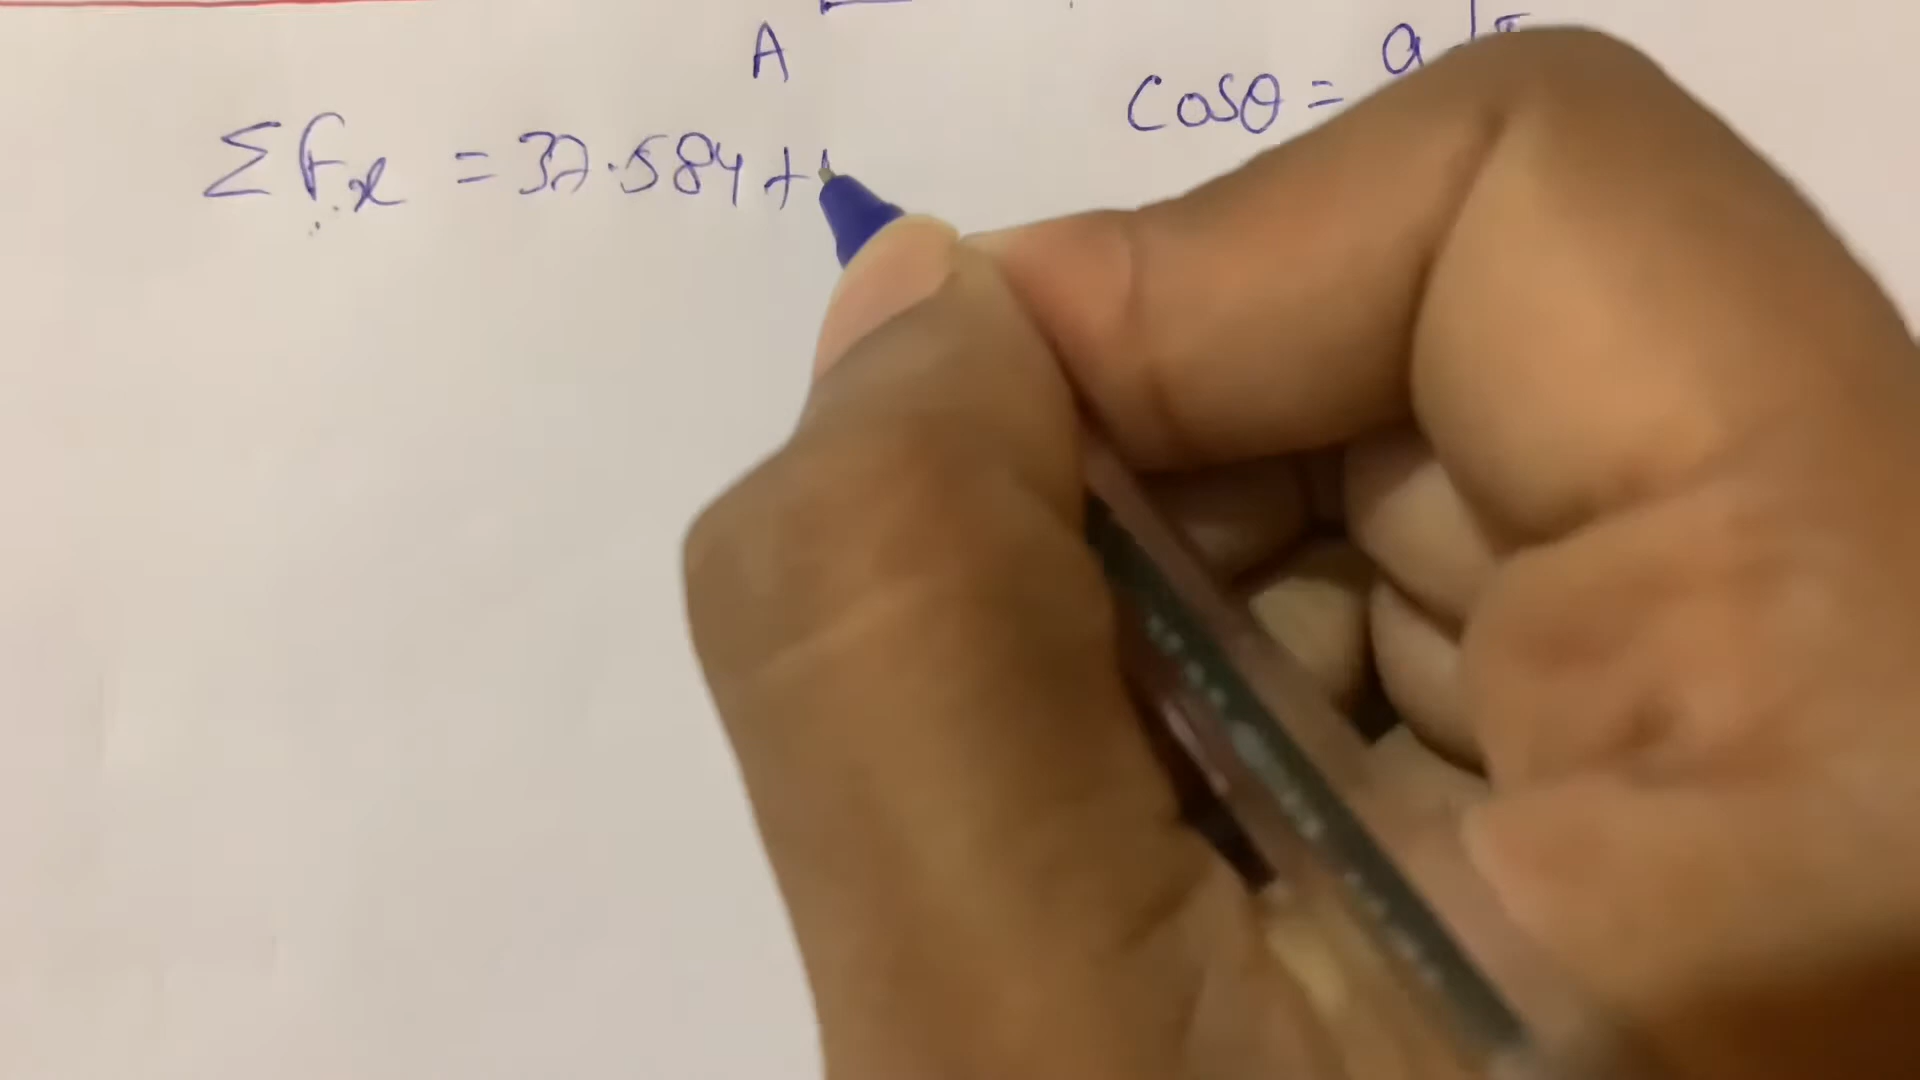 A
cosθ = a
ΣFx = 32.584 +